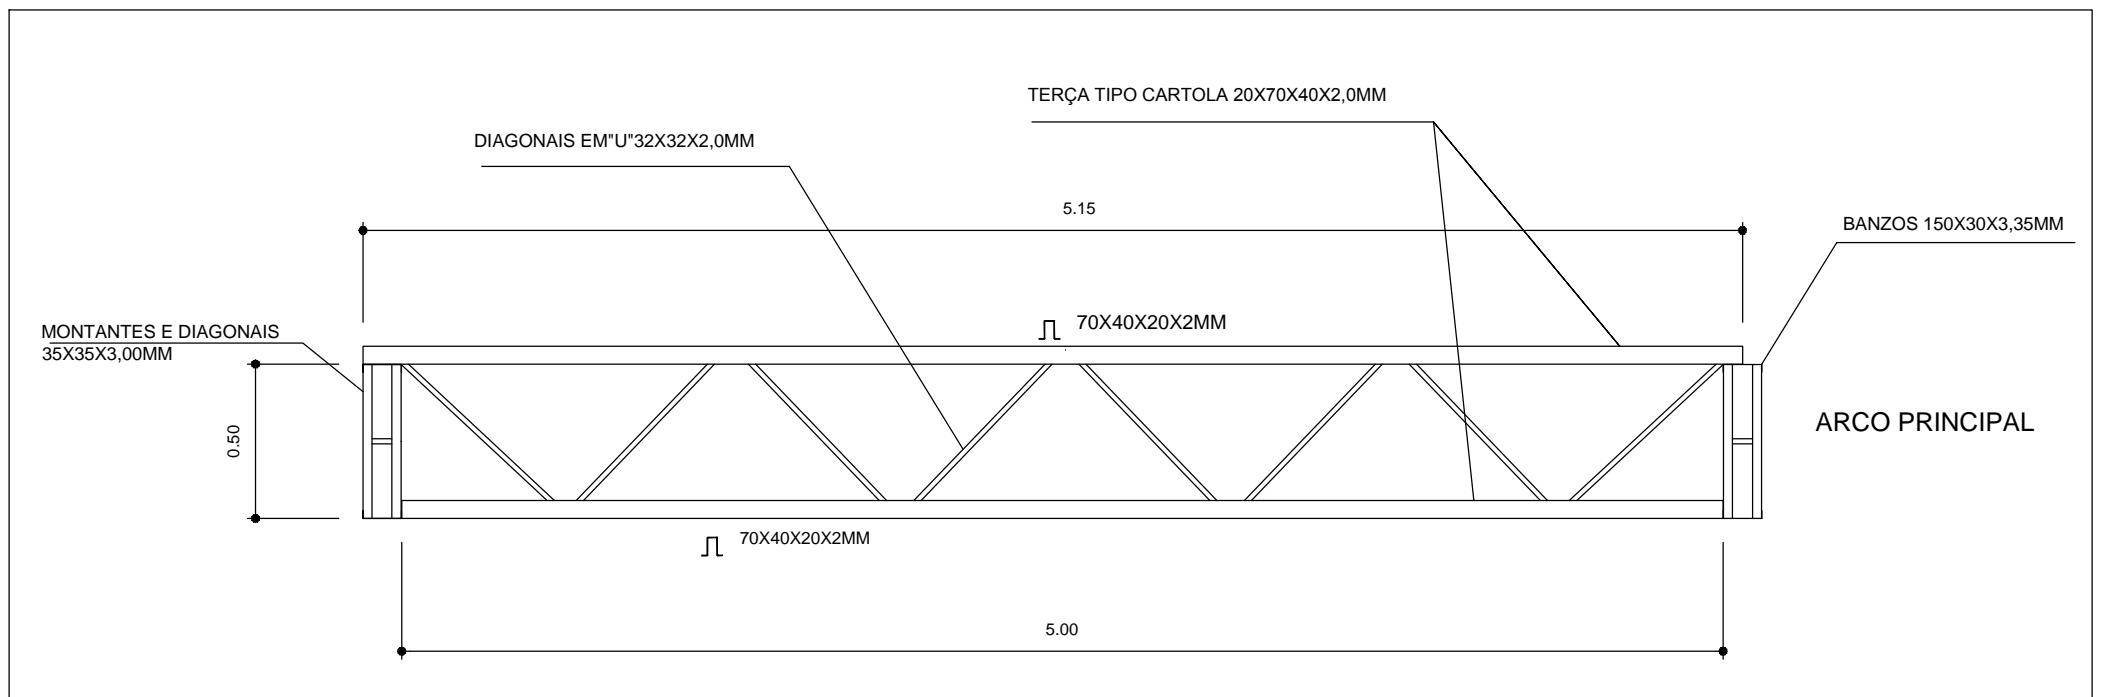 TERÇA TIPO CARTOLA 20X70X40X2,0MM
DIAGONAIS EM"U"32X32X2,0MM
5.15
BANZOS 150X30X3,35MM
70X40X20X2MM
MONTANTES E DIAGONAIS
35X35X3,00MM
0.50
ARCO PRINCIPAL
70X40X20X2MM
5.00